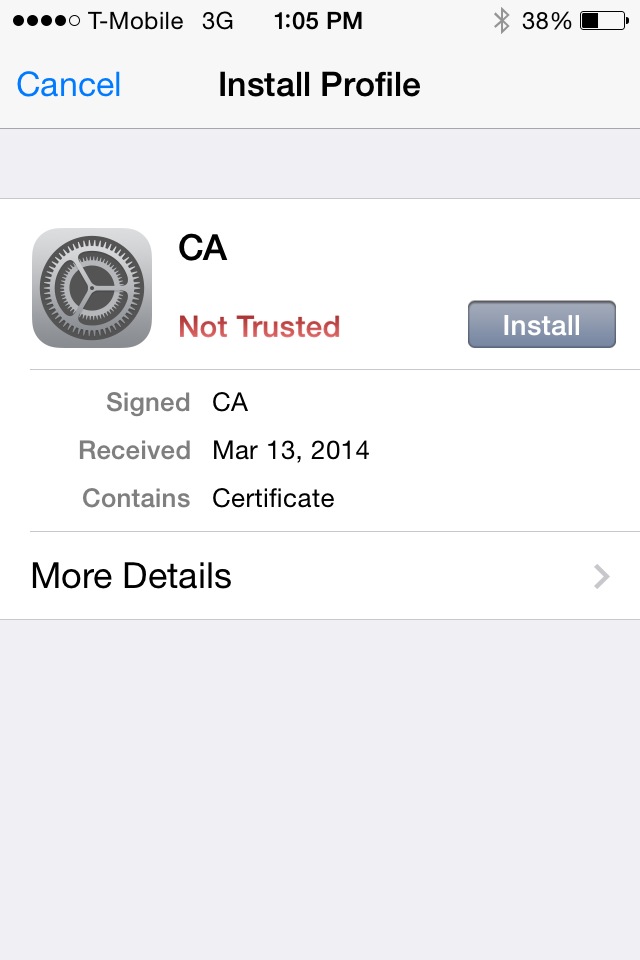 T-Mobile 3G 1:05 PM 38%
Cancel Install Profile
CA
Not Trusted Install
Signed CA
Received Mar 13, 2014
Contains Certificate
More Details